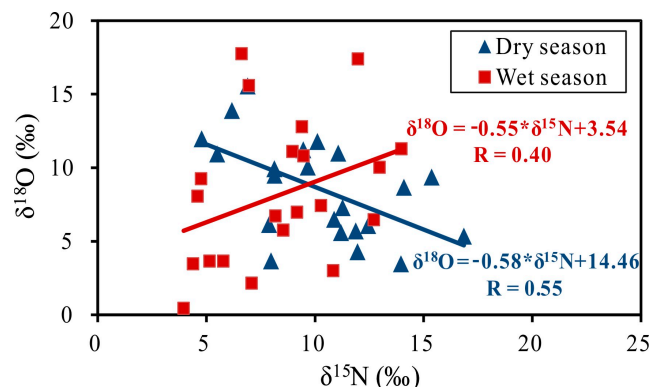 20
15
10
5
0
0
5
10
15
20
25
δ¹⁸O (‰)
δ¹⁵N (‰)
Dry season
Wet season
δ¹⁸O = -0.55*δ¹⁵N+3.54
R = 0.40
δ¹⁸O = -0.58*δ¹⁵N+14.46
R = 0.55